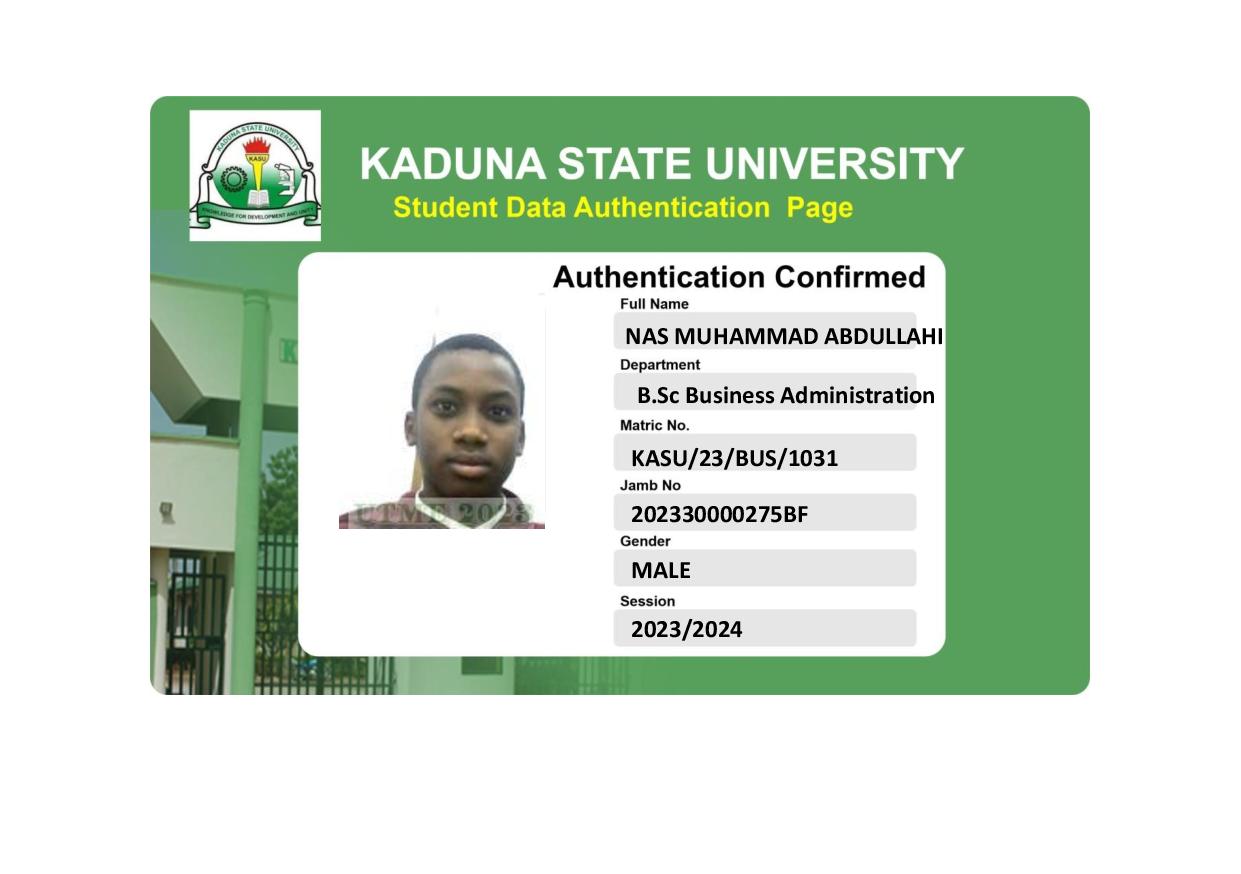 KADUNA STATE UNIVERSITY
KASU
KNOWLEDGE FOR DEVELOPMENT AND UNITY
KADUNA STATE UNIVERSITY
Student Data Authentication Page
Authentication Confirmed
Full Name
NAS MUHAMMAD ABDULLAHI
Department
B.Sc Business Administration
Matric No.
KASU/23/BUS/1031
Jamb No
202330000275BF
Gender
MALE
Session
2023/2024
UTME 2023
K